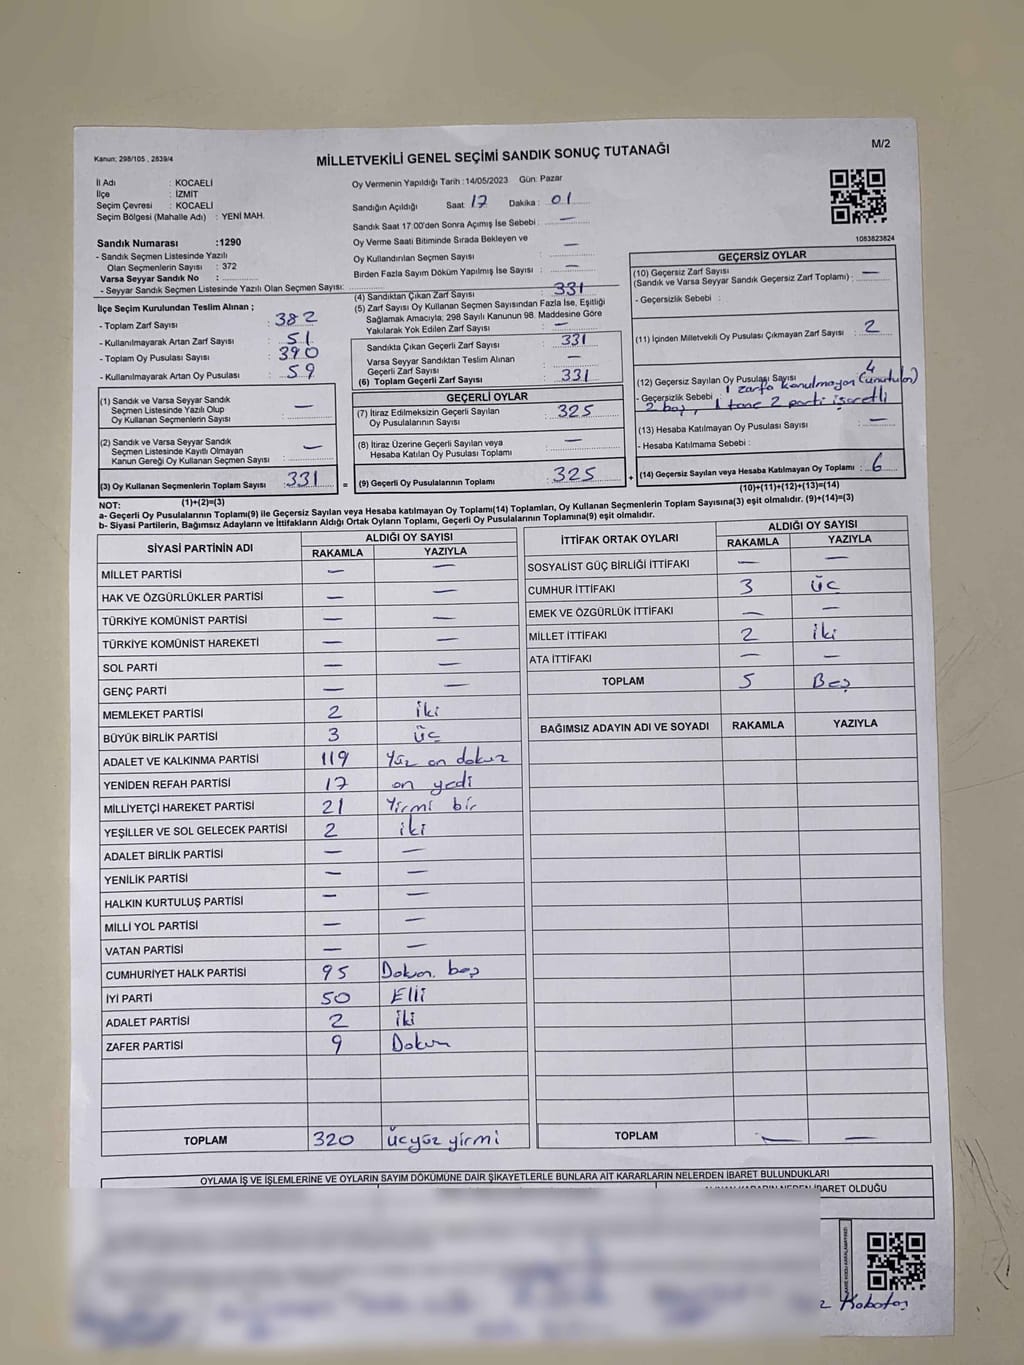 Kanun: 298/105 , 2839/4
M/2
MİLLETVEKİLİ GENEL SEÇİMİ SANDIK SONUÇ TUTANAĞI
İl Adı : KOCAELİ
İlçe : İZMİT
Seçim Çevresi : KOCAELİ
Seçim Bölgesi (Mahalle Adı) : YENİ MAH.
Sandık Numarası :1290
- Sandık Seçmen Listesinde Yazılı
Olan Seçmenlerin Sayısı : 372
Varsa Seyyar Sandık No :
- Seyyar Sandık Seçmen Listesinde Yazılı Olan Seçmen Sayısı:
Oy Vermenin Yapıldığı Tarih : 14/05/2023 Gün: Pazar
Sandığın Açıldığı Saat 17 Dakika : 01
Sandık Saat 17.00'den Sonra Açımış İse Sebebi : —
Oy Verme Saati Bitiminde Sırada Bekleyen ve
Oy Kullandırılan Seçmen Sayısı : —
Birden Fazla Sayım Döküm Yapılmış İse Sayısı : —
1083823824
İlçe Seçim Kurulundan Teslim Alınan ;
- Toplam Zarf Sayısı : 382
- Kullanılmayarak Artan Zarf Sayısı : 51
- Toplam Oy Pusulası Sayısı : 390
- Kullanılmayarak Artan Oy Pusulası : 59
(4) Sandıktan Çıkan Zarf Sayısı : 331
(5) Zarf Sayısı Oy Kullanan Seçmen Sayısından Fazla İse, Eşitliği
Sağlamak Amacıyla; 298 Sayılı Kanunun 98. Maddesine Göre
Yakılarak Yok Edilen Zarf Sayısı : —
Sandıkta Çıkan Geçerli Zarf Sayısı : 331
Varsa Seyyar Sandıktan Teslim Alınan
Geçerli Zarf Sayısı : —
(6) Toplam Geçerli Zarf Sayısı : 331
GEÇERSİZ OYLAR
(10) Geçersiz Zarf Sayısı
(Sandık ve Varsa Seyyar Sandık Geçersiz Zarf Toplamı) : —
- Geçersizlik Sebebi :
(11) İçinden Milletvekili Oy Pusulası Çıkmayan Zarf Sayısı : 2
(12) Geçersiz Sayılan Oy Pusulası Sayısı : 4
- Geçersizlik Sebebi : 1 zarfa konulmayan (unutulan)
2 boş, 1 tane 2 parti işaretli
(13) Hesaba Katılmayan Oy Pusulası Sayısı : —
- Hesaba Katılmama Sebebi :
(14) Geçersiz Sayılan veya Hesaba Katılmayan Oy Toplamı : 6
(10)+(11)+(12)+(13)=(14)
(1) Sandık ve Varsa Seyyar Sandık
Seçmen Listesinde Yazılı Olup
Oy Kullanan Seçmenlerin Sayısı : —
(2) Sandık ve Varsa Seyyar Sandık
Seçmen Listesinde Kayıtlı Olmayan
Kanun Gereği Oy Kullanan Seçmen Sayısı : —
(3) Oy Kullanan Seçmenlerin Toplam Sayısı : 331 =
(1)+(2)=(3)
GEÇERLİ OYLAR
(7) İtiraz Edilmeksizin Geçerli Sayılan
Oy Pusulalarının Sayısı : 325
(8) İtiraz Üzerine Geçerli Sayılan veya
Hesaba Katılan Oy Pusulası Toplamı : —
(9) Geçerli Oy Pusulalarının Toplamı : 325 +
NOT:
a- Geçerli Oy Pusulalarının Toplamı(9) ile Geçersiz Sayılan veya Hesaba katılmayan Oy Toplamı(14) Toplamları, Oy Kullanan Seçmenlerin Toplam Sayısına(3) eşit olmalıdır. (9)+(14)=(3)
b- Siyasi Partilerin, Bağımsız Adayların ve İttifakların Aldığı Ortak Oyların Toplamı, Geçerli Oy Pusulalarının Toplamına(9) eşit olmalıdır.
SİYASİ PARTİNİN ADI ALDIĞI OY SAYISI
RAKAMLA YAZIYLA
MİLLET PARTİSİ — —
HAK VE ÖZGÜRLÜKLER PARTİSİ — —
TÜRKİYE KOMÜNİST PARTİSİ — —
TÜRKİYE KOMÜNİST HAREKETİ — —
SOL PARTİ — —
GENÇ PARTİ — —
MEMLEKET PARTİSİ 2 iki
BÜYÜK BİRLİK PARTİSİ 3 üç
ADALET VE KALKINMA PARTİSİ 119 Yüz on dokuz
YENİDEN REFAH PARTİSİ 17 on yedi
MİLLİYETÇİ HAREKET PARTİSİ 21 Yirmi bir
YEŞİLLER VE SOL GELECEK PARTİSİ 2 iki
ADALET BİRLİK PARTİSİ — —
YENİLİK PARTİSİ — —
HALKIN KURTULUŞ PARTİSİ — —
MİLLİ YOL PARTİSİ — —
VATAN PARTİSİ — —
CUMHURİYET HALK PARTİSİ 95 Doksan beş
İYİ PARTİ 50 Elli
ADALET PARTİSİ 2 iki
ZAFER PARTİSİ 9 Dokuz
TOPLAM 320 üçyüz yirmi
İTTİFAK ORTAK OYLARI ALDIĞI OY SAYISI
RAKAMLA YAZIYLA
SOSYALİST GÜÇ BİRLİĞİ İTTİFAKI — —
CUMHUR İTTİFAKI 3 üç
EMEK VE ÖZGÜRLÜK İTTİFAKI — —
MİLLET İTTİFAKI 2 iki
ATA İTTİFAKI — —
TOPLAM 5 Beş
BAĞIMSIZ ADAYIN ADI VE SOYADI RAKAMLA YAZIYLA
TOPLAM — —
OYLAMA İŞ VE İŞLEMLERİNE VE OYLARIN SAYIM DÖKÜMÜNE DAİR ŞİKAYETLERLE BUNLARA AİT KARARLARIN NELERDEN İBARET BULUNDUKLARI
İBARET OLDUĞU